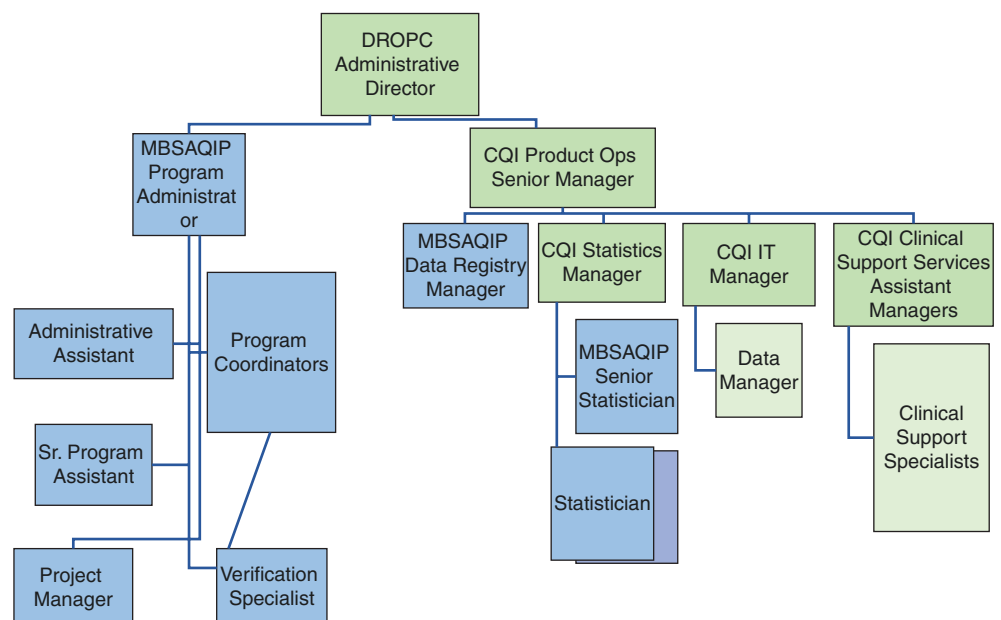 DROPC
Administrative
Director
MBSAQIP
Program
Administrat
or
CQI Product Ops
Senior Manager
MBSAQIP
Data Registry
Manager
CQI Statistics
Manager
CQI IT
Manager
CQI Clinical
Support Services
Assistant
Managers
Administrative
Assistant
Program
Coordinators
MBSAQIP
Senior
Statistician
Data
Manager
Clinical
Support
Specialists
Sr. Program
Assistant
Statistician
Project
Manager
Verification
Specialist